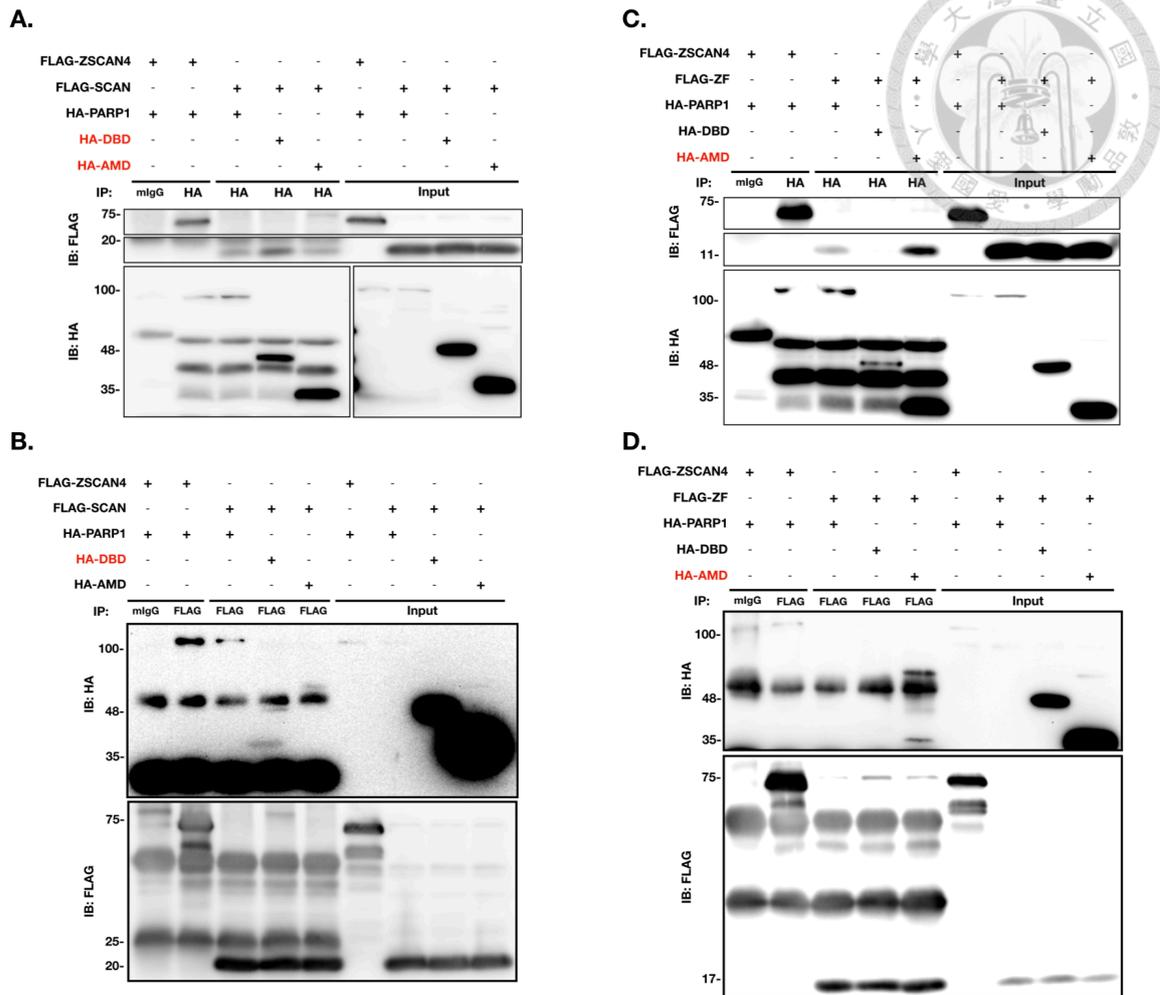 A.
FLAG-ZSCAN4 + + - - - + - - -
FLAG-SCAN - - + + + - + + +
HA-PARP1 + + + - - + + - -
HA-DBD - - - + - - - + -
HA-AMD - - - - + - - - +
IP: mIgG HA HA HA HA Input
IB: FLAG
75-
20-
IB: HA
100-
48-
35-
B.
FLAG-ZSCAN4 + + - - - + - - -
FLAG-SCAN - - + + + - + + +
HA-PARP1 + + + - - + + - -
HA-DBD - - - + - - - + -
HA-AMD - - - - + - - - +
IP: mIgG FLAG FLAG FLAG FLAG Input
IB: HA
100-
48-
35-
IB: FLAG
75-
25-
20-
C.
FLAG-ZSCAN4 + + - - - + - - -
FLAG-ZF - - + + + - + + +
HA-PARP1 + + + - - + + - -
HA-DBD - - - + - - - + -
HA-AMD - - - - + - - - +
IP: mIgG HA HA HA HA Input
IB: FLAG
75-
11-
IB: HA
100-
48-
35-
D.
FLAG-ZSCAN4 + + - - - + - - -
FLAG-ZF - - + + + - + + +
HA-PARP1 + + + - - + + - -
HA-DBD - - - + - - - + -
HA-AMD - - - - + - - - +
IP: mIgG FLAG FLAG FLAG FLAG Input
IB: HA
100-
48-
35-
IB: FLAG
75-
17-
大灣臺立國